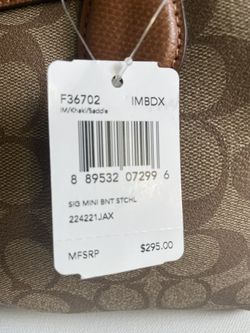 F36702 IMBDX
IM/Khaki/Saddle
8 89532 07299 6
SIG MINI BNT STCHL
224221JAX
MFSRP $295.00